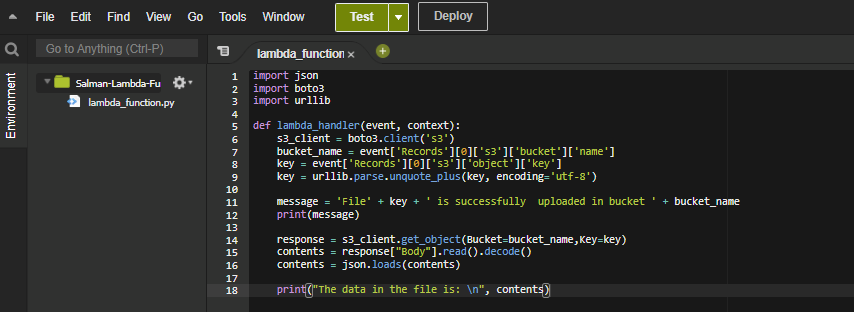 File Edit Find View Go Tools Window Test Deploy
Go to Anything (Ctrl-P)
lambda_function ×
Environment
Salman-Lambda-Fu
lambda_function.py
1 import json
2 import boto3
3 import urllib
4
5 def lambda_handler(event, context):
6     s3_client = boto3.client('s3')
7     bucket_name = event['Records'][0]['s3']['bucket']['name']
8     key = event['Records'][0]['s3']['object']['key']
9     key = urllib.parse.unquote_plus(key, encoding='utf-8')
10
11     message = 'File' + key + ' is successfully  uploaded in bucket ' + bucket_name
12     print(message)
13
14     response = s3_client.get_object(Bucket=bucket_name,Key=key)
15     contents = response["Body"].read().decode()
16     contents = json.loads(contents)
17
18     print("The data in the file is: \n", contents)